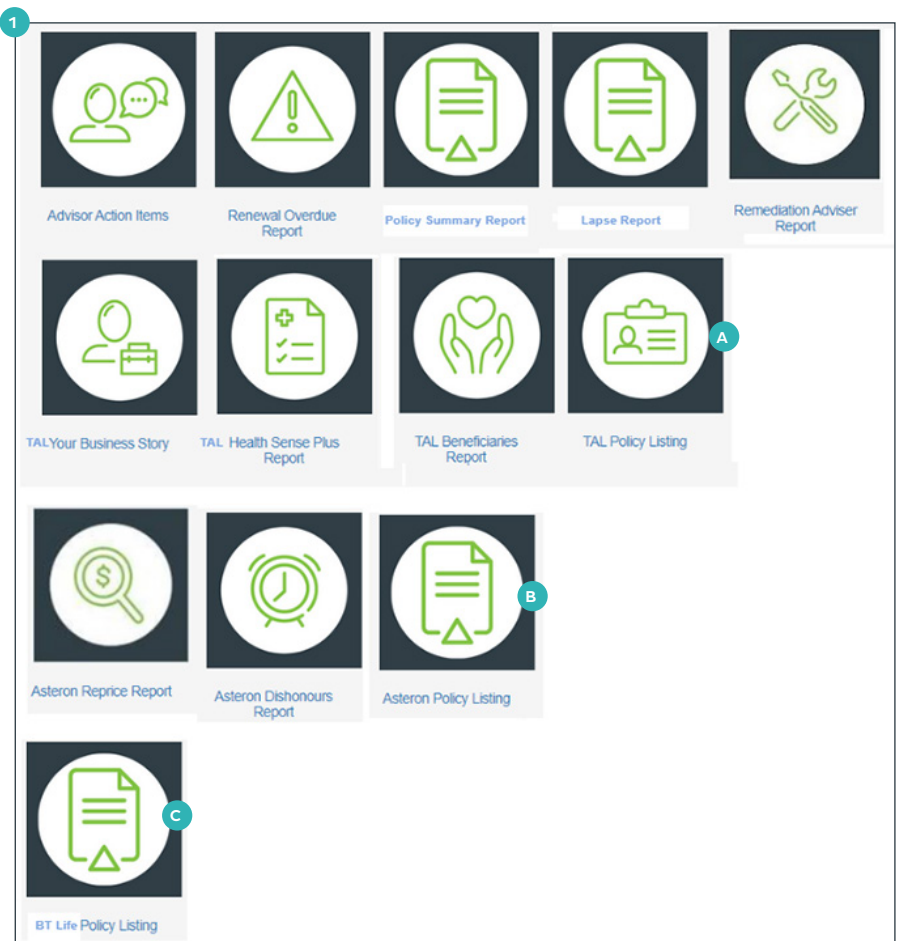 1
Advisor Action Items
Renewal Overdue
Report
Policy Summary Report
Lapse Report
Remediation Adviser
Report
A
TAL Your Business Story
TAL Health Sense Plus
Report
TAL Beneficiaries
Report
TAL Policy Listing
$
B
Asteron Reprice Report
Asteron Dishonours
Report
Asteron Policy Listing
C
BT Life Policy Listing